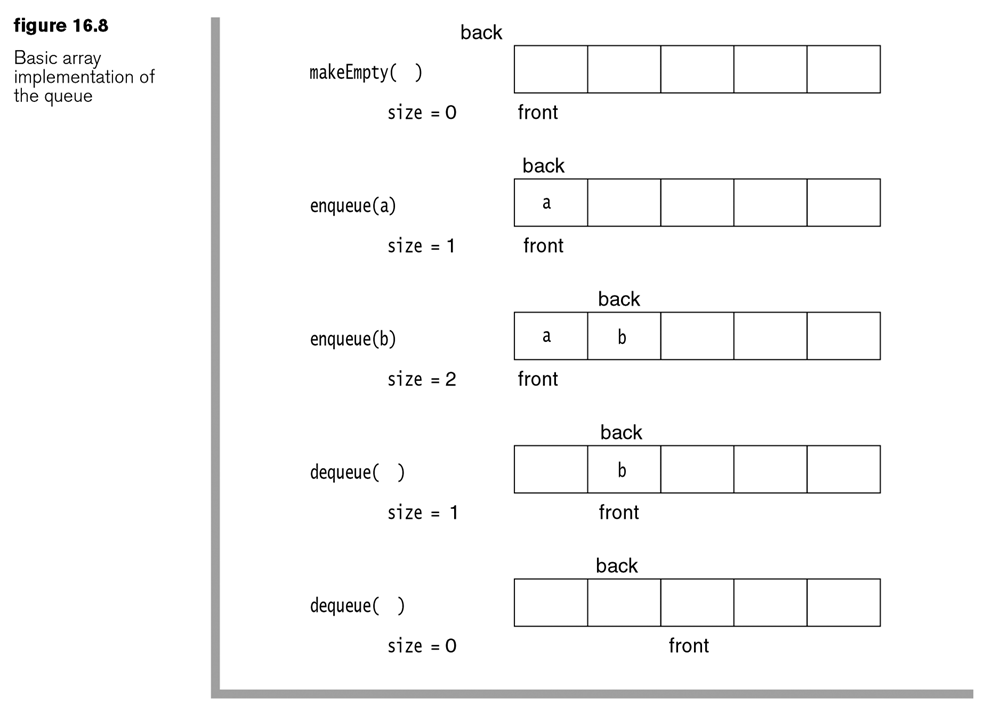 figure 16.8
Basic array
implementation of
the queue
back
makeEmpty( )
size = 0
front
back
enqueue(a)
a
size = 1
front
back
enqueue(b)
a b
size = 2
front
back
dequeue( )
b
size = 1
front
back
dequeue( )
size = 0
front